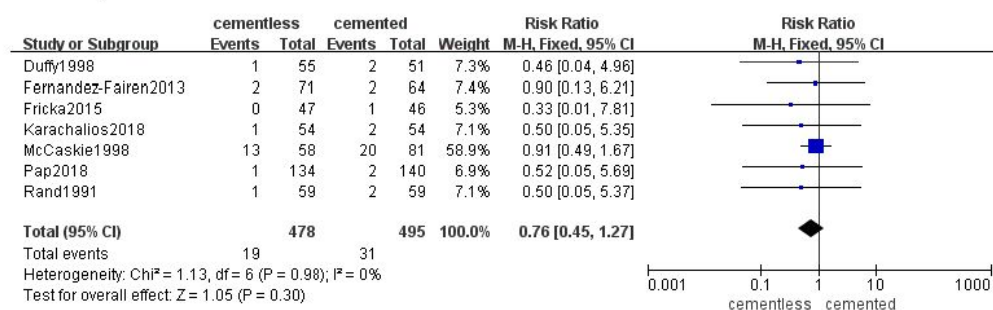 cementless cemented Risk Ratio Risk Ratio
Study or Subgroup Events Total Events Total Weight M-H, Fixed, 95% CI M-H, Fixed, 95% CI
Duffy1998 1 55 2 51 7.3% 0.46 [0.04, 4.96]
Fernandez-Fairen2013 2 71 2 64 7.4% 0.90 [0.13, 6.21]
Fricka2015 0 47 1 46 5.3% 0.33 [0.01, 7.81]
Karachalios2018 1 54 2 54 7.1% 0.50 [0.05, 5.35]
McCaskie1998 13 58 20 81 58.9% 0.91 [0.49, 1.67]
Pap2018 1 134 2 140 6.9% 0.52 [0.05, 5.69]
Rand1991 1 59 2 59 7.1% 0.50 [0.05, 5.37]
Total (95% CI) 478 495 100.0% 0.76 [0.45, 1.27]
Total events 19 31
Heterogeneity: Chi² = 1.13, df = 6 (P = 0.98); I² = 0%
Test for overall effect: Z = 1.05 (P = 0.30)
0.001 0.1 1 10 1000
cementless cemented